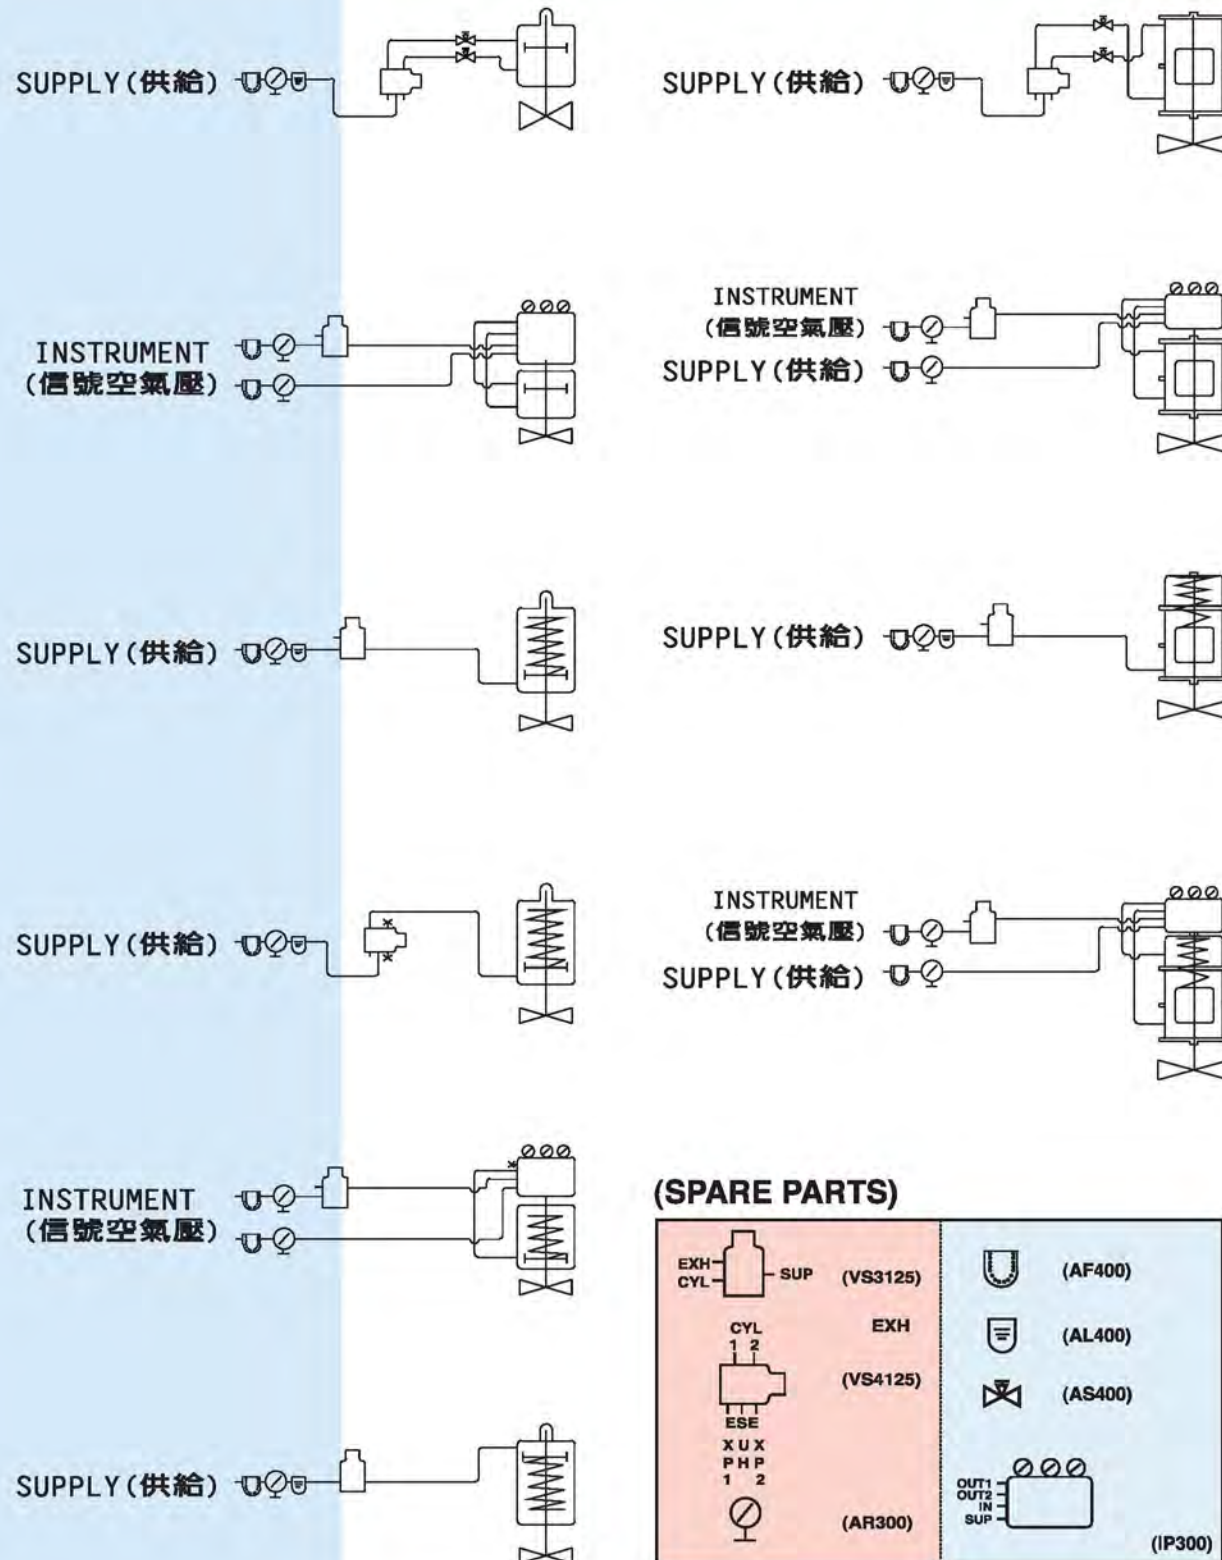 SUPPLY(供給)
INSTRUMENT
(信號空氣壓)
SUPPLY(供給)
SUPPLY(供給)
INSTRUMENT
(信號空氣壓)
SUPPLY(供給)
SUPPLY(供給)
INSTRUMENT
(信號空氣壓)
SUPPLY(供給)
SUPPLY(供給)
INSTRUMENT
(信號空氣壓)
SUPPLY(供給)
(SPARE PARTS)
EXH
CYL
SUP
(VS3125)
CYL
1 2
EXH
(VS4125)
ESE
XUX
PHP
1 2
(AR300)
(AF400)
(AL400)
(AS400)
OUT1
OUT2
IN
SUP
(IP300)